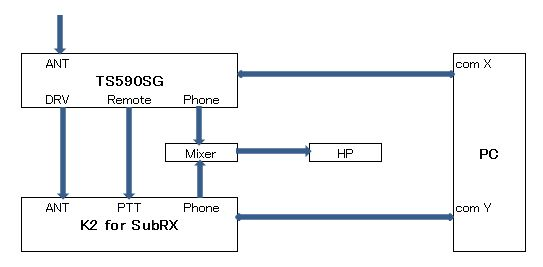 ANT com X
TS590SG
DRV Remote Phone
Mixer HP PC
ANT PTT Phone com Y
K2 for SubRX